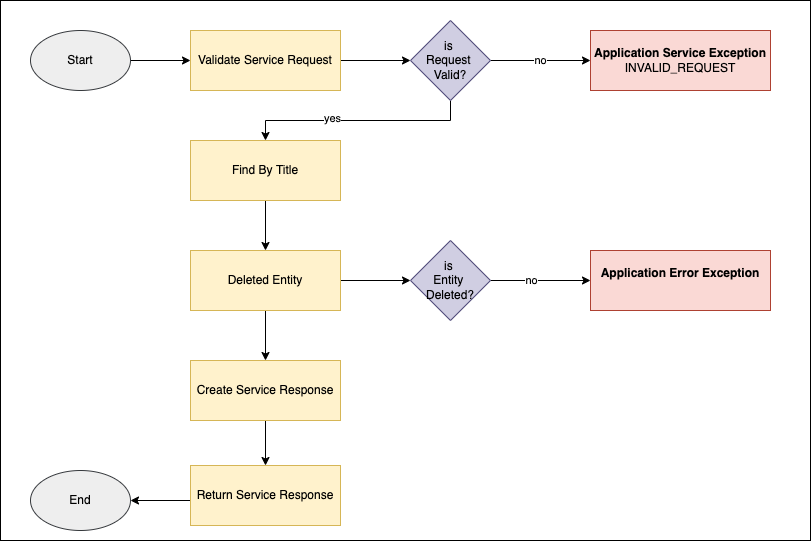 Start
Validate Service Request
is
Request
Valid?
no
Application Service Exception
INVALID_REQUEST
yes
Find By Title
Deleted Entity
is
Entity
Deleted?
no
Application Error Exception
Create Service Response
Return Service Response
End